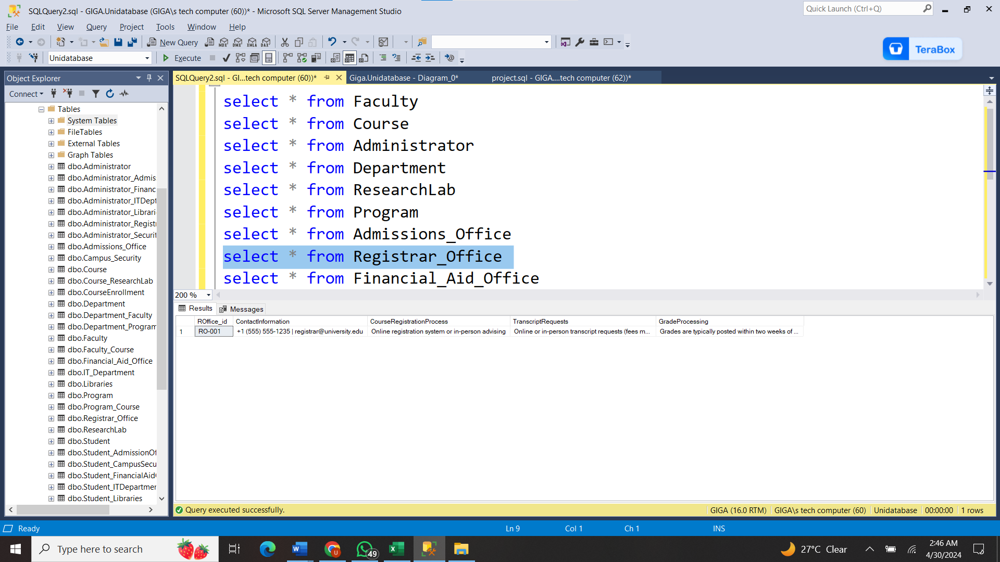 SQLQuery2.sql - GIGA.Unidatabase (GIGA\s tech computer (60))* - Microsoft SQL Server Management Studio
Quick Launch (Ctrl+Q)
File Edit View Query Project Tools Window Help
New Query MDX DMX XMLA DAX
TeraBox
Unidatabase Execute
Object Explorer
SQLQuery2.sql - GI...tech computer (60))* Giga.Unidatabase - Diagram_0* project.sql - GIGA....tech computer (62))*
Connect
Tables
System Tables
FileTables
External Tables
Graph Tables
dbo.Administrator
dbo.Administrator_Admis
dbo.Administrator_Financ
dbo.Administrator_ITDept
dbo.Administrator_Librari
dbo.Administrator_Registr
dbo.Administrator_Securit
dbo.Admissions_Office
dbo.Campus_Security
dbo.Course
dbo.Course_ResearchLab
dbo.CourseEnrollment
dbo.Department
dbo.Department_Faculty
dbo.Department_Program
dbo.Faculty
dbo.Faculty_Course
dbo.Financial_Aid_Office
dbo.IT_Department
dbo.Libraries
dbo.Program
dbo.Program_Course
dbo.Registrar_Office
dbo.ResearchLab
dbo.Student
dbo.Student_AdmissionOf
dbo.Student_CampusSecu
dbo.Student_FinancialAid
dbo.Student_ITDepartmer
dbo.Student_Libraries
select * from Faculty
select * from Course
select * from Administrator
select * from Department
select * from ResearchLab
select * from Program
select * from Admissions_Office
select * from Registrar_Office
select * from Financial_Aid_Office
200 %
Results Messages
ROffice_id ContactInformation CourseRegistrationProcess TranscriptRequests GradeProcessing
1 RO-001 +1 (555) 555-1235 | registrar@university.edu Online registration system or in-person advising Online or in-person transcript requests (fees m... Grades are typically posted within two weeks of ...
Query executed successfully. GIGA (16.0 RTM) GIGA\s tech computer (60) Unidatabase 00:00:00 1 rows
Ready Ln 9 Col 1 Ch 1 INS
Type here to search 49 27°C Clear 2:46 AM
4/30/2024